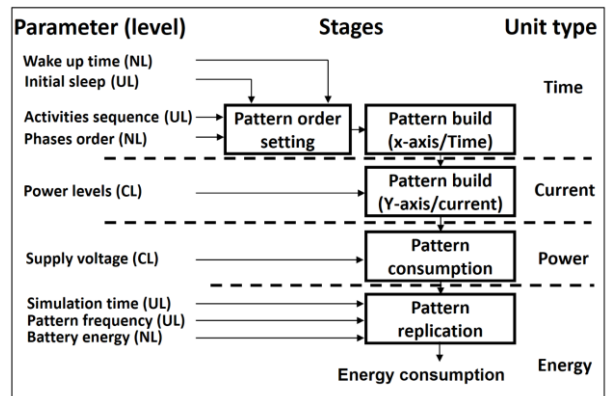 Parameter (level) Stages Unit type
Wake up time (NL)
Initial sleep (UL)
Time
Activities sequence (UL)
Phases order (NL)
Pattern order
setting
Pattern build
(x-axis/Time)
Power levels (CL)
Pattern build
(Y-axis/current)
Current
Supply voltage (CL)
Pattern
consumption
Power
Simulation time (UL)
Pattern frequency (UL)
Battery energy (NL)
Pattern
replication
Energy
Energy consumption